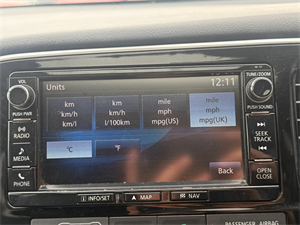 VOL
PUSH PWR
RADIO
MEDIA
PHONE
Units
12:11
km
km/h
km/l
km
km/h
l/100km
mile
mph
mpg(US)
mile
mph
mpg(UK)
°C
°F
Back
TUNE/ZOOM
PUSH SOUND
SEEK
TRACK
OPEN
CLOSE
INFO/SET
MAP
NAV
PASSENGER AIRBAG